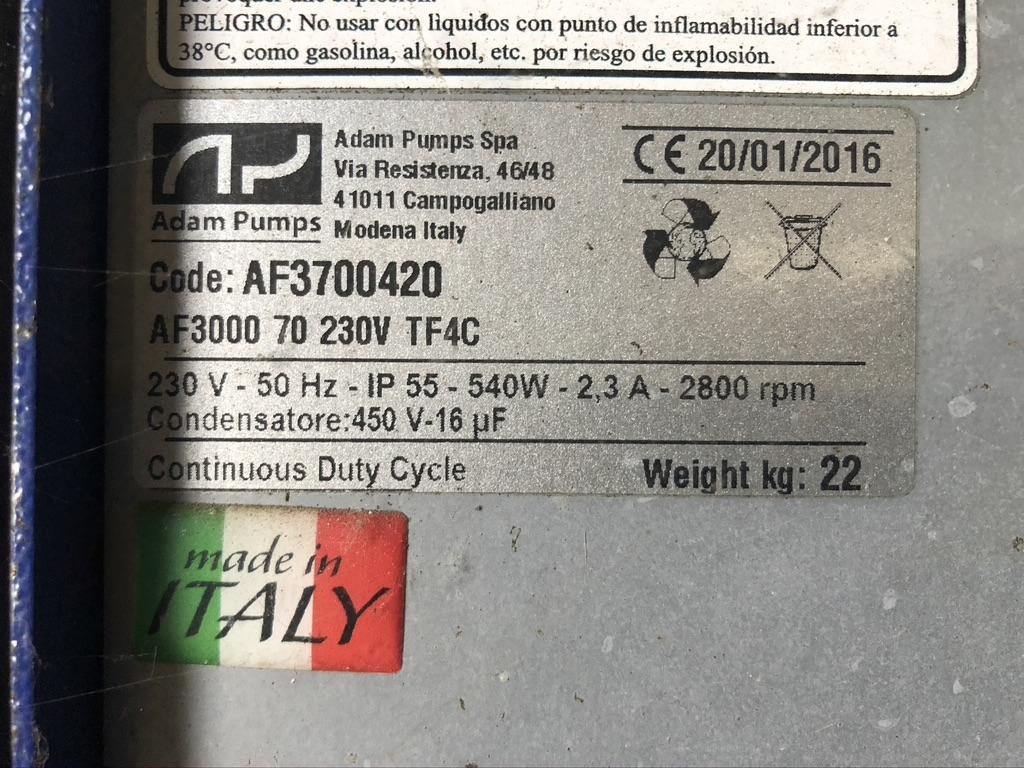 PELIGRO: No usar con liquidos con punto de inflamabilidad inferior a
38°C, como gasolina, alcohol, etc. por riesgo de explosión.
AP
Adam Pumps
Adam Pumps Spa
Via Resistenza, 46/48
41011 Campogalliano
Modena Italy
CE 20/01/2016
Code: AF3700420
AF3000 70 230V TF4C
230 V - 50 Hz - IP 55 - 540W - 2,3 A - 2800 rpm
Condensatore:450 V-16 µF
Continuous Duty Cycle
Weight kg: 22
made in
ITALY